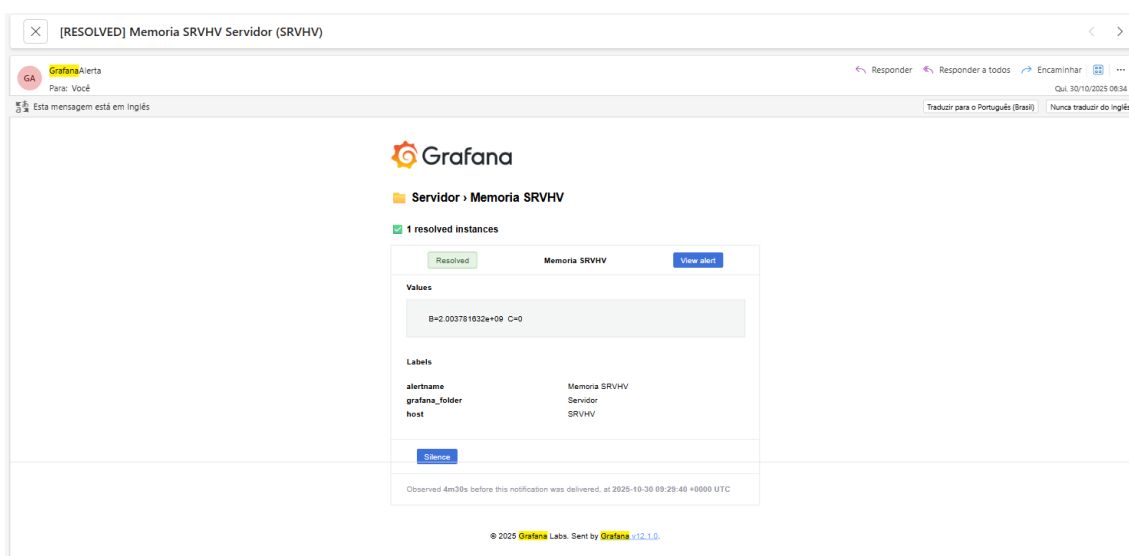 [RESOLVED] Memoria SRVHV Servidor (SRVHV)
GA
GrafanaAlerta
Para: Você
Responder
Responder a todos
Encaminhar
Qui, 30/10/2025 06:34
Esta mensagem está em Inglês
Traduzir para o Português (Brasil)
Nunca traduzir do Inglês
Grafana
Servidor › Memoria SRVHV
1 resolved instances
Resolved
Memoria SRVHV
View alert
Values
B=2.003781632e+09 C=0
Labels
alertname Memoria SRVHV
grafana_folder Servidor
host SRVHV
Silence
Observed 4m30s before this notification was delivered, at 2025-10-30 09:29:40 +0000 UTC
© 2025 Grafana Labs. Sent by Grafana v12.1.0.